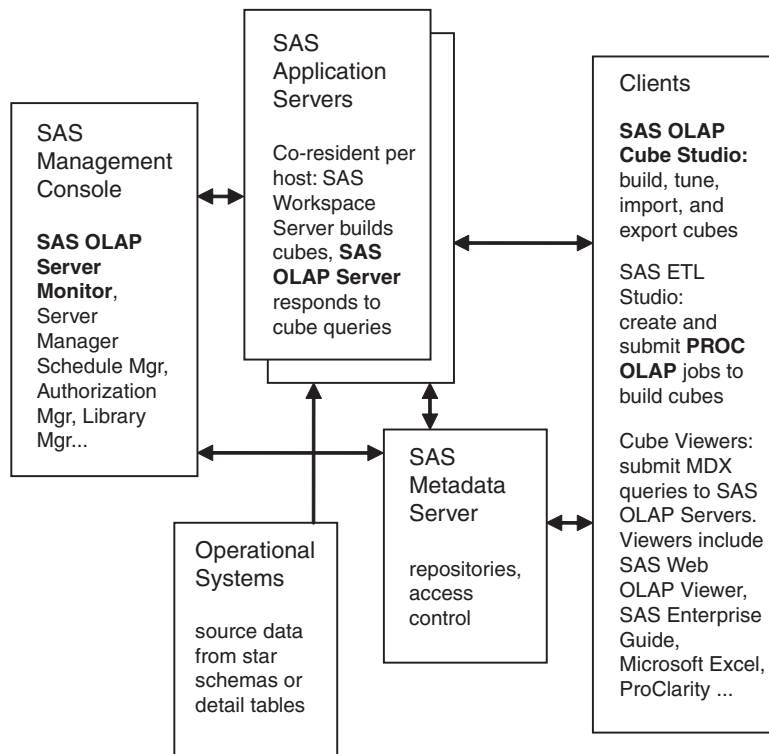 SAS
Management
Console
SAS OLAP
Server
Monitor,
Server
Manager
Schedule Mgr,
Authorization
Mgr, Library
Mgr...
SAS
Application
Servers
Co-resident per
host: SAS
Workspace
Server builds
cubes, SAS
OLAP Server
responds to
cube queries
Clients
SAS OLAP
Cube Studio:
build, tune,
import, and
export cubes
SAS ETL
Studio:
create and
submit PROC
OLAP jobs to
build cubes
Cube Viewers:
submit MDX
queries to SAS
OLAP Servers.
Viewers include
SAS Web
OLAP Viewer,
SAS Enterprise
Guide,
Microsoft Excel,
ProClarity ...
SAS
Metadata
Server
repositories,
access
control
Operational
Systems
source data
from star
schemas or
detail tables